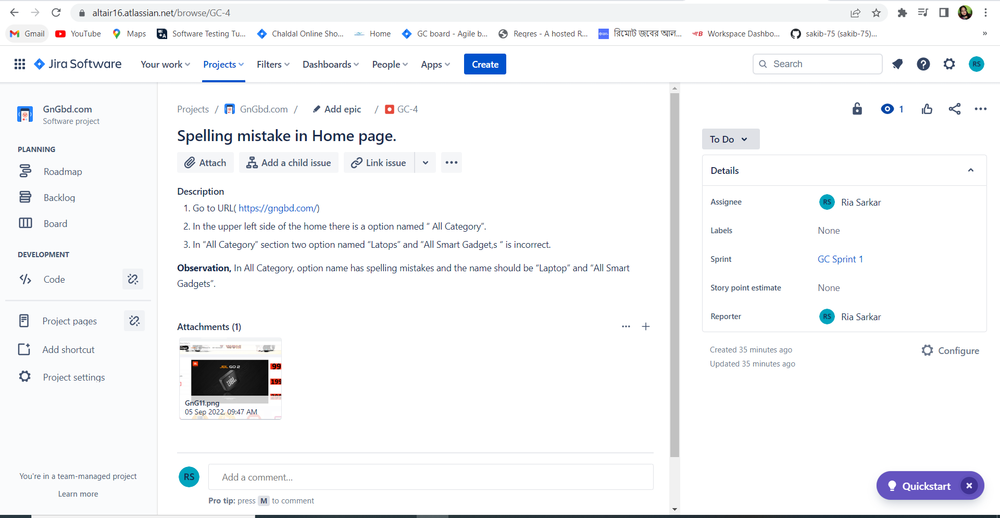 altair16.atlassian.net/browse/GC-4
Gmail YouTube Maps Software Testing Tu... Chaldal Online Sho... Home GC board - Agile b... Reqres - A hosted R... রিমোট জবের আল... Workspace Dashbo... sakib-75 (sakib-75)... »
Jira Software Your work Projects Filters Dashboards People Apps Create Search RS
GnGbd.com
Software project
PLANNING
Roadmap
Backlog
Board
DEVELOPMENT
Code
Project pages
Add shortcut
Project settings
You're in a team-managed project
Learn more
Projects / GnGbd.com / Add epic / GC-4
Spelling mistake in Home page.
Attach Add a child issue Link issue
Description
1. Go to URL( https://gngbd.com/)
2. In the upper left side of the home there is a option named “ All Category”.
3. In “All Category” section two option named “Latops” and “All Smart Gadget,s “ is incorrect.
Observation, In All Category, option name has spelling mistakes and the name should be “Laptop” and “All Smart
Gadgets”.
Attachments (1)
JBL GO 2
JBL
99
199
GnG11.png
05 Sep 2022, 09:47 AM
RS Add a comment...
Pro tip: press M to comment
1
To Do
Details
Assignee RS Ria Sarkar
Labels None
Sprint GC Sprint 1
Story point estimate None
Reporter RS Ria Sarkar
Created 35 minutes ago
Updated 35 minutes ago
Configure
Quickstart